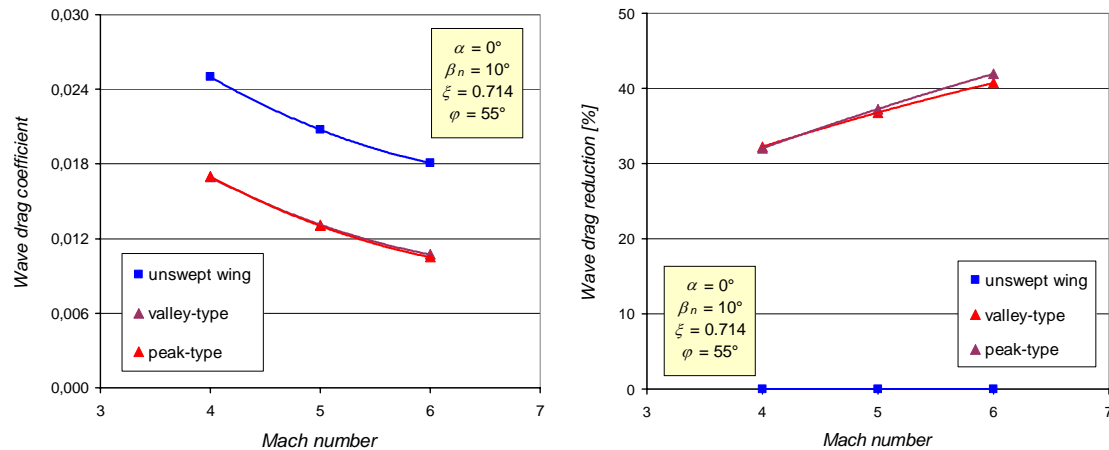 Wave drag coefficient
0,030
0,024
0,018
0,012
0,006
0,000
3
4
5
6
7
Mach number
α = 0°
βn = 10°
ξ = 0.714
φ = 55°
unswept wing
valley-type
peak-type
Wave drag reduction [%]
50
40
30
20
10
0
3
4
5
6
7
Mach number
α = 0°
βn = 10°
ξ = 0.714
φ = 55°
unswept wing
valley-type
peak-type